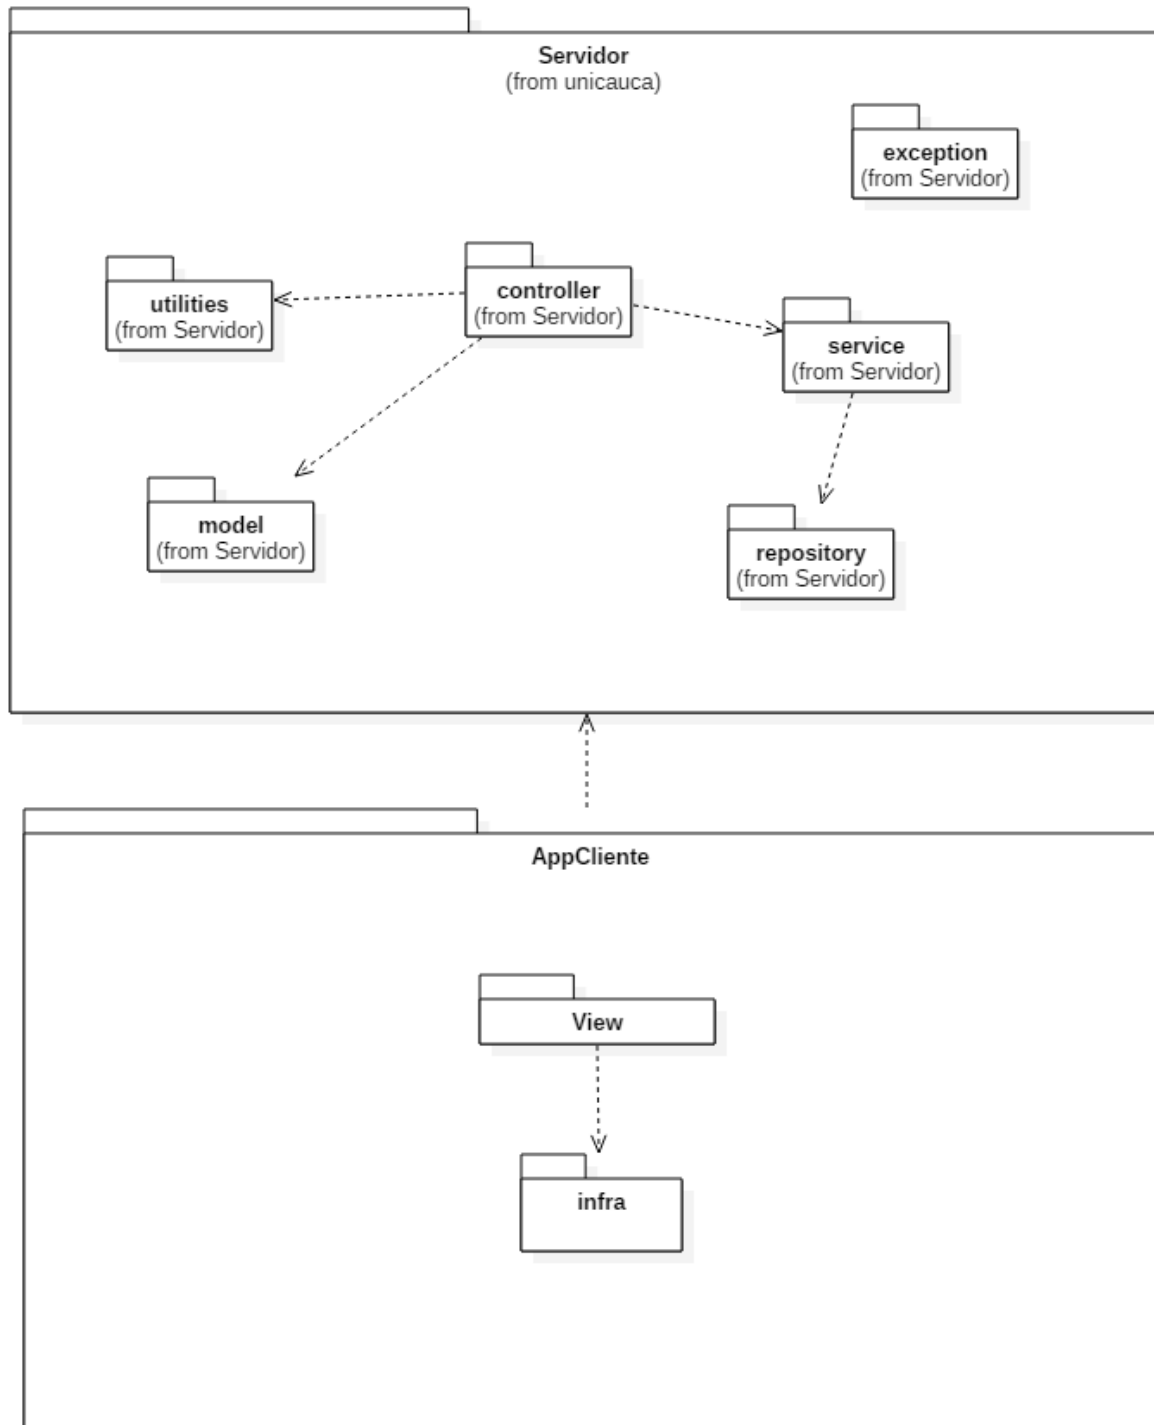 Servidor
(from unicauca)
exception
(from Servidor)
utilities
(from Servidor)
controller
(from Servidor)
service
(from Servidor)
model
(from Servidor)
repository
(from Servidor)
AppCliente
View
infra